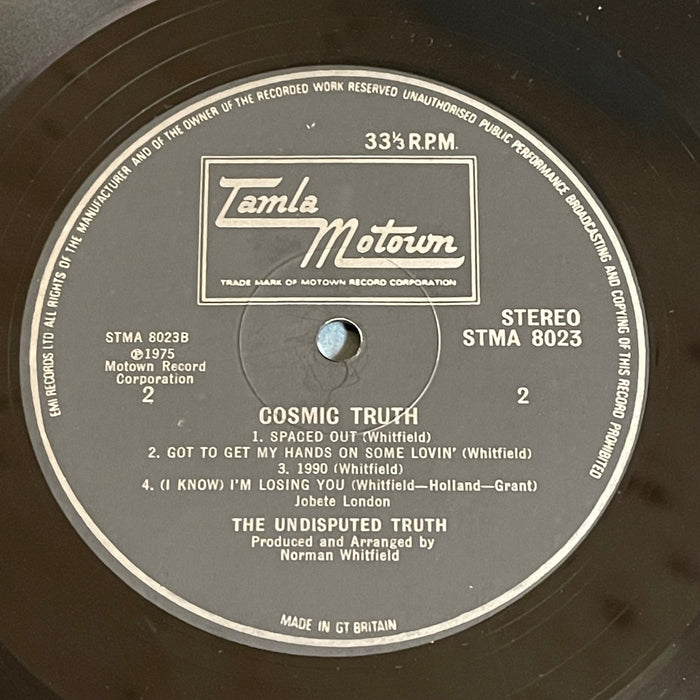 EMI RECORDS LTD ALL RIGHTS OF THE MANUFACTURER AND OF THE OWNER OF THE RECORDED WORK RESERVED UNAUTHORISED PUBLIC PERFORMANCE BROADCASTING AND COPYING OF THIS RECORD PROHIBITED
33⅓ R.P.M.
Tamla
Motown
TRADE MARK OF MOTOWN RECORD CORPORATION
STEREO
STMA 8023
STMA 8023B
℗1975
Motown Record
Corporation
2
2
COSMIC TRUTH
1. SPACED OUT (Whitfield)
2. GOT TO GET MY HANDS ON SOME LOVIN' (Whitfield)
3. 1990 (Whitfield)
4. (I KNOW) I'M LOSING YOU (Whitfield—Holland—Grant)
Jobete London
THE UNDISPUTED TRUTH
Produced and Arranged by
Norman Whitfield
MADE IN GT BRITAIN